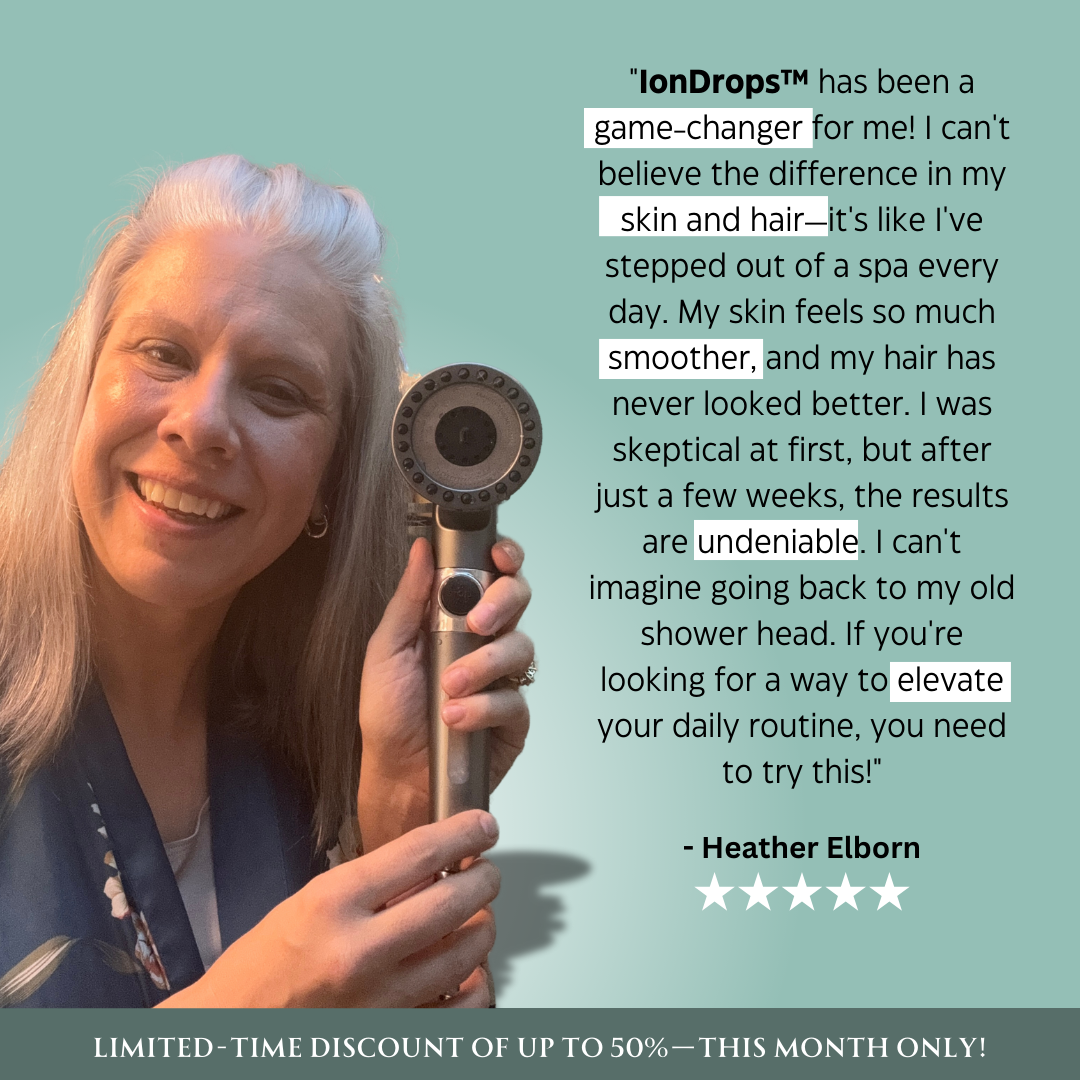 "IonDrops™ has been a
game-changer for me! I can't
believe the difference in my
skin and hair—it's like I've
stepped out of a spa every
day. My skin feels so much
smoother, and my hair has
never looked better. I was
skeptical at first, but after
just a few weeks, the results
are undeniable. I can't
imagine going back to my old
shower head. If you're
looking for a way to elevate
your daily routine, you need
to try this!"
- Heather Elborn
LIMITED-TIME DISCOUNT OF UP TO 50%—THIS MONTH ONLY!